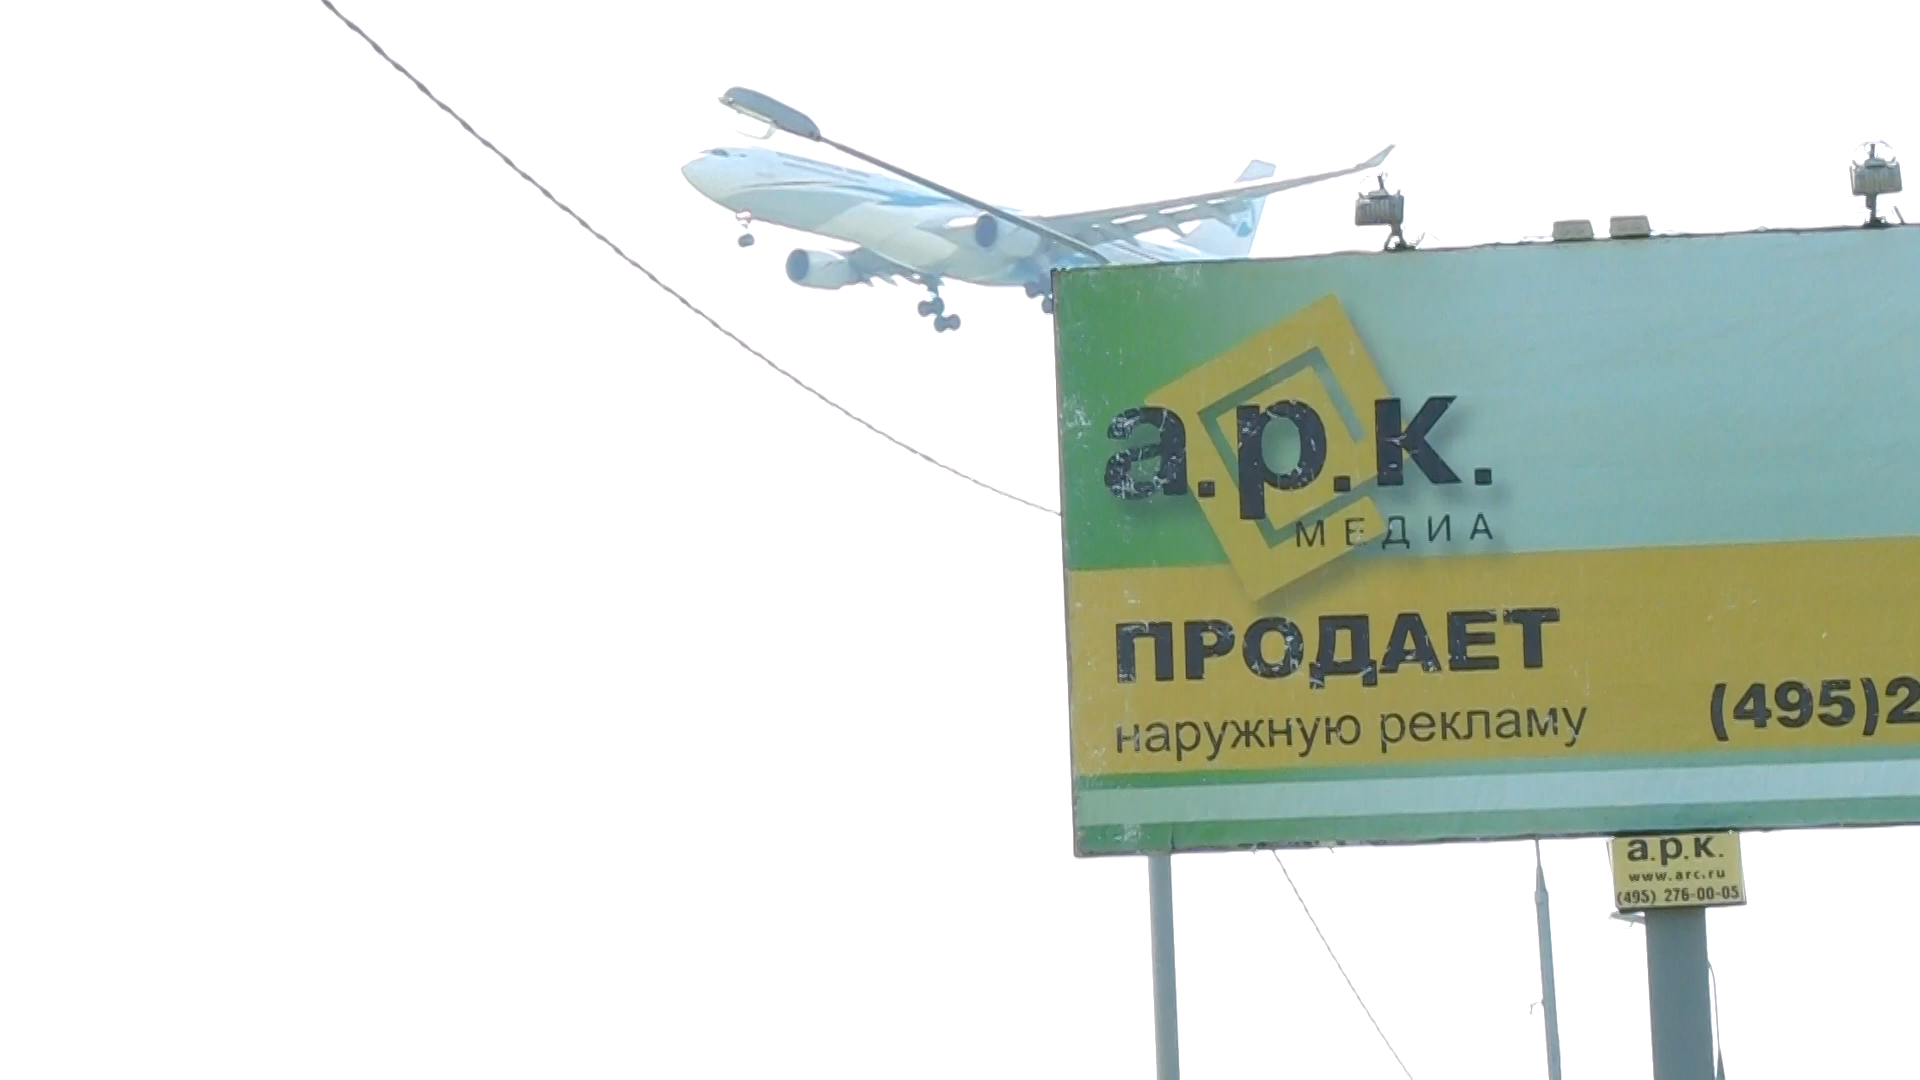 а.р.к.
МЕДИА
ПРОДАЕТ
наружную рекламу
(495)2
а.р.к.
www.arc.ru
(495) 276-00-05